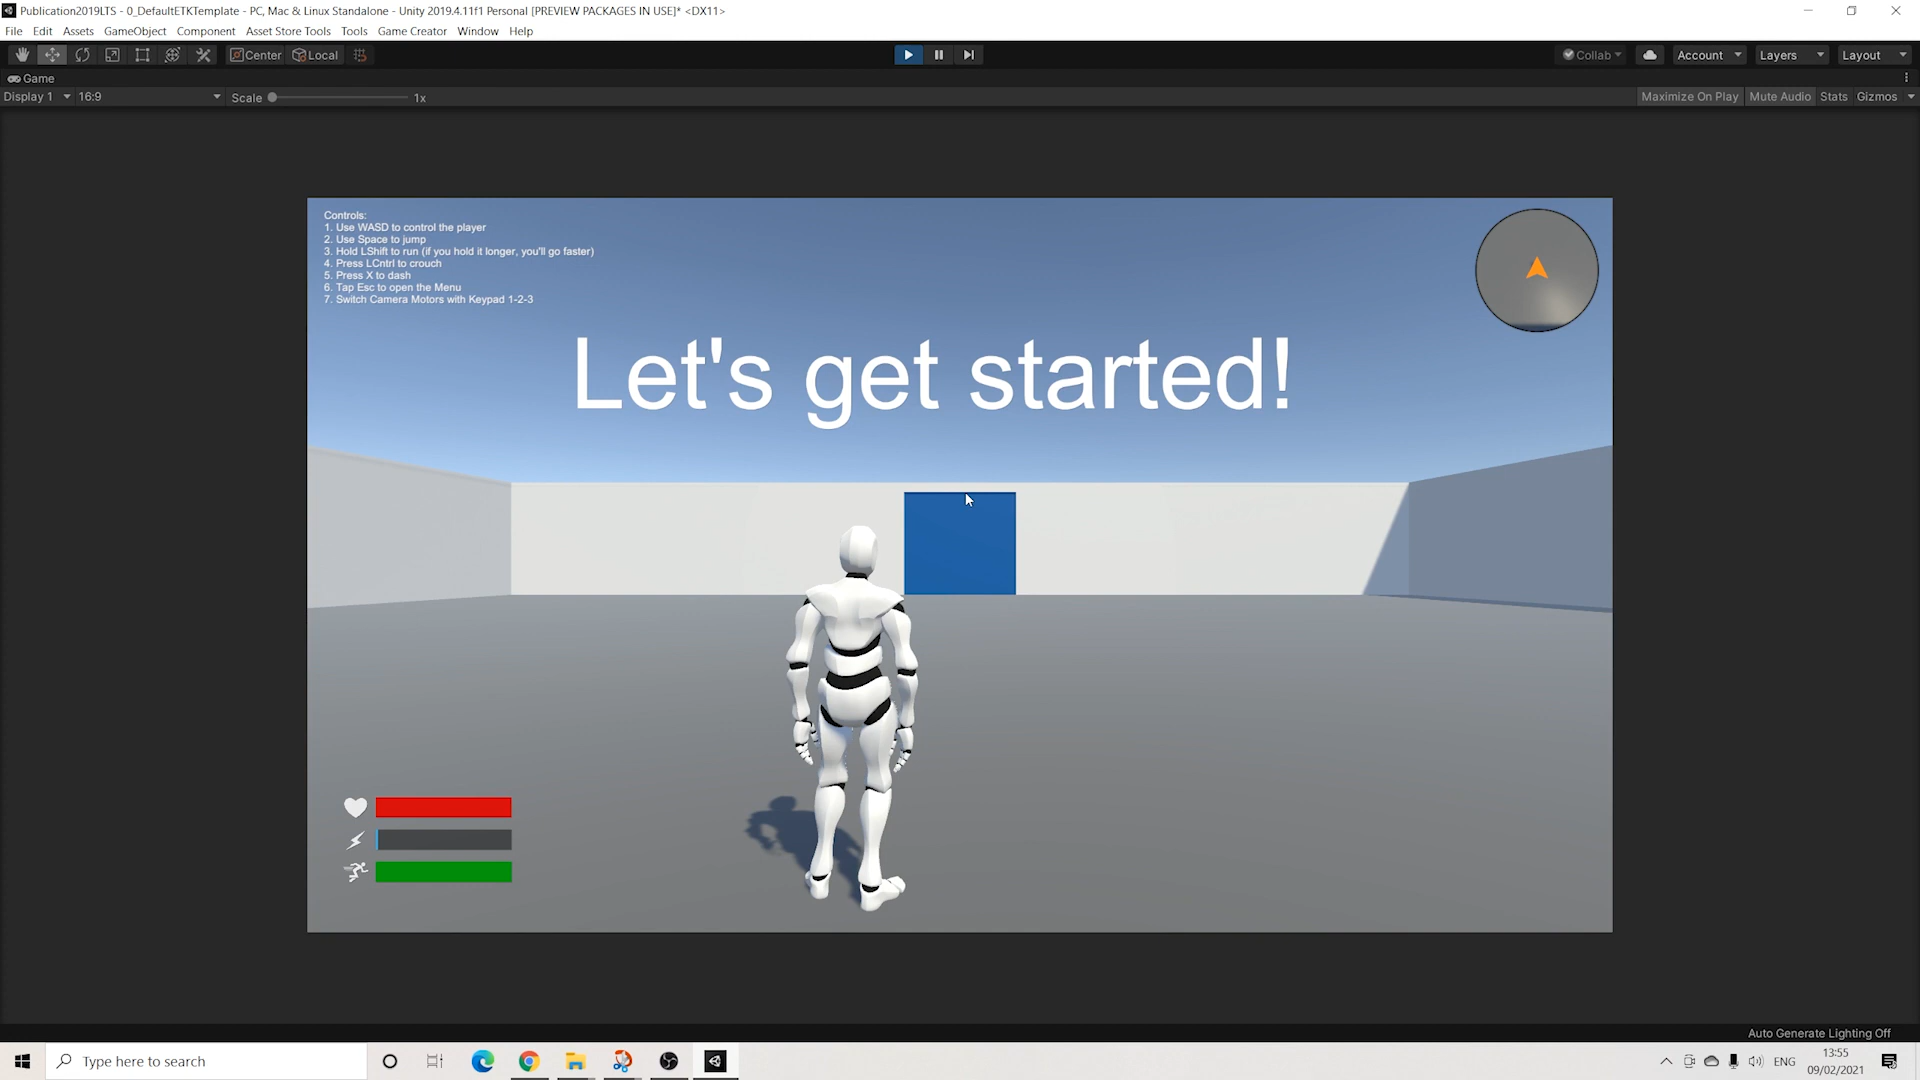 Publication2019LTS - 0_DefaultETKTemplate - PC, Mac & Linux Standalone - Unity 2019.4.11f1 Personal [PREVIEW PACKAGES IN USE]* <DX11>
File Edit Assets GameObject Component Asset Store Tools Tools Game Creator Window Help
Center Local Collab Account Layers Layout
Game
Display 1 16:9 Scale 1x Maximize On Play Mute Audio Stats Gizmos
Controls:
1. Use WASD to control the player
2. Use Space to jump
3. Hold LShift to run (if you hold it longer, you'll go faster)
4. Press LCntrl to crouch
5. Press X to dash
6. Tap Esc to open the Menu
7. Switch Camera Motors with Keypad 1-2-3
Let's get started!
Auto Generate Lighting Off
Type here to search
ENG
13:55
09/02/2021